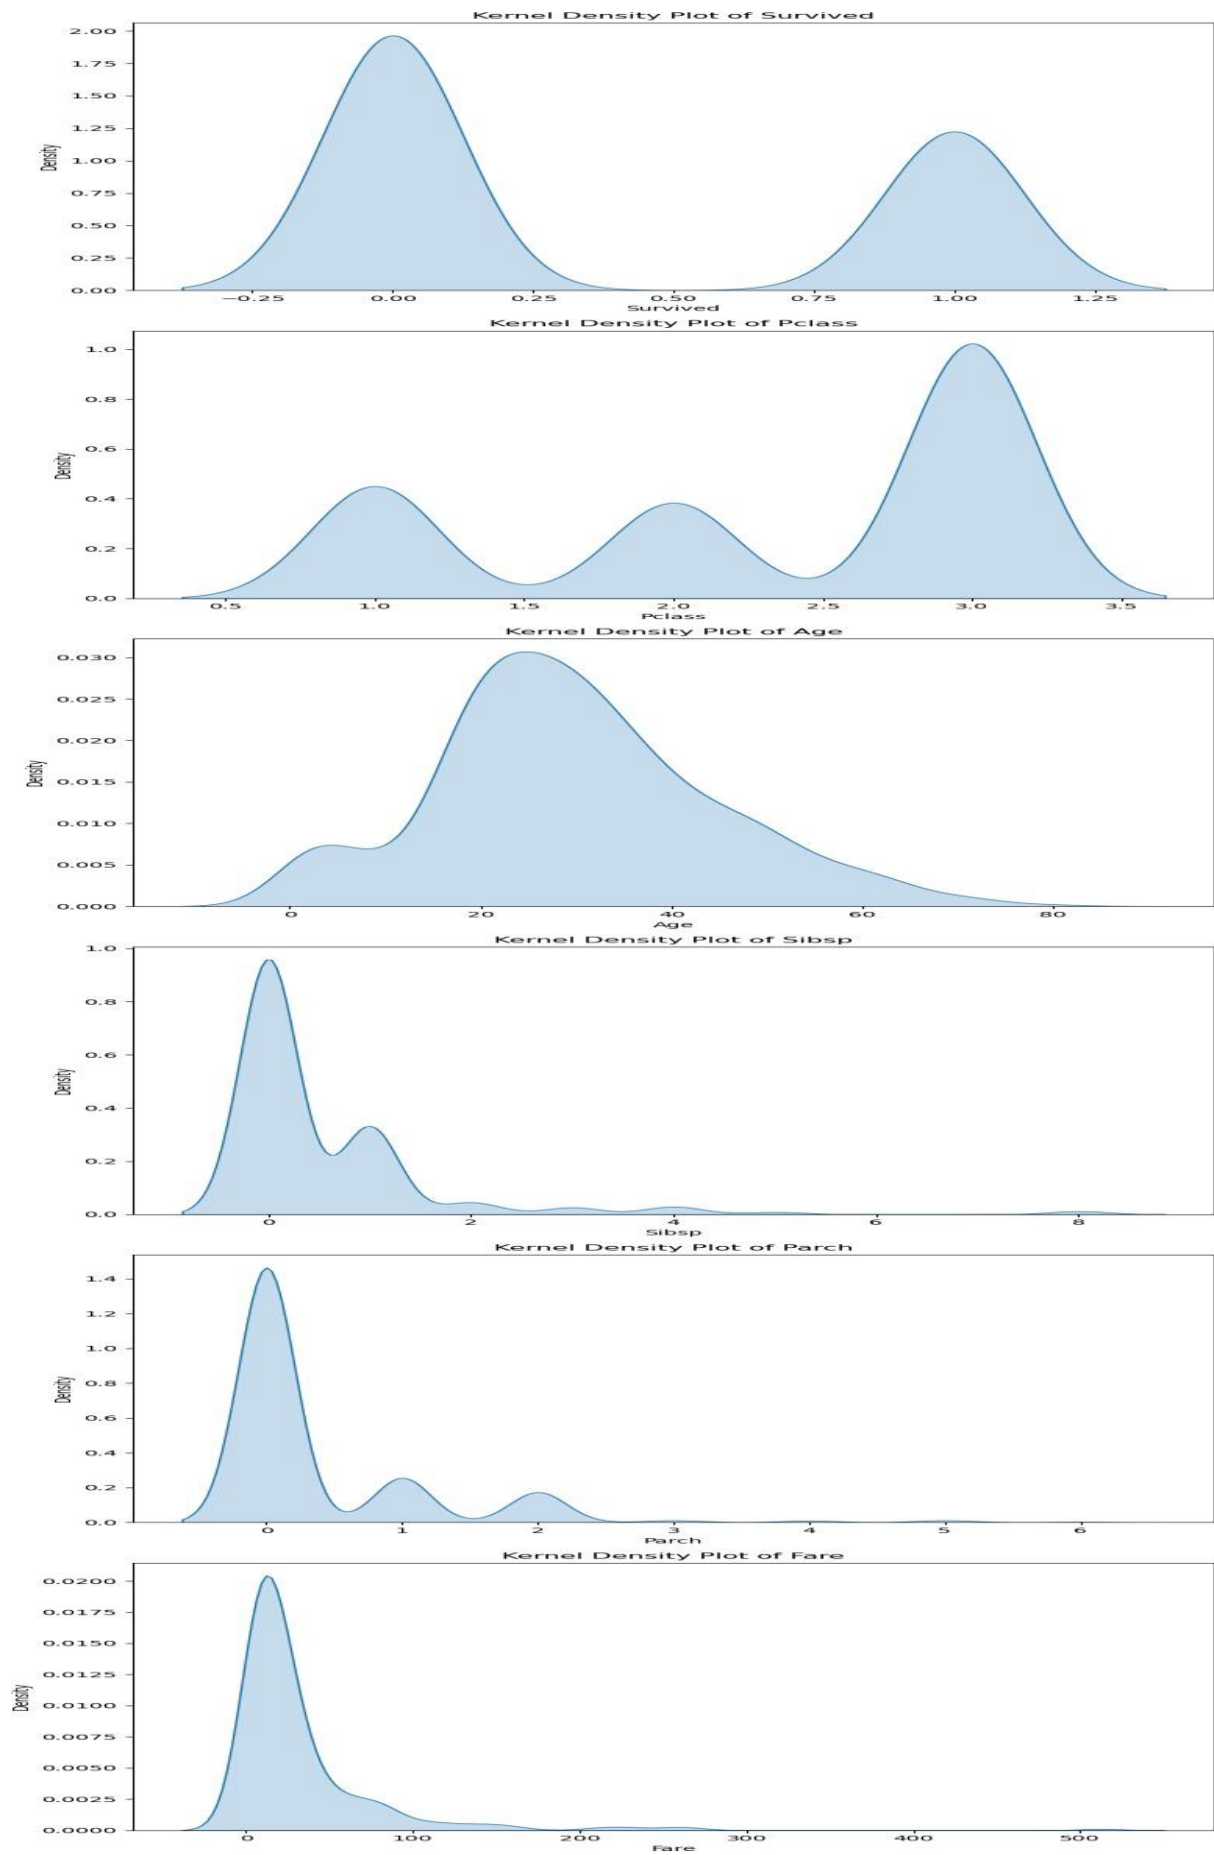 Kernel Density Plot of Survived
2.00
1.75
1.50
1.25
1.00
0.75
0.50
0.25
0.00
Density
−0.25 0.00 0.25 0.50 0.75 1.00 1.25
Survived
Kernel Density Plot of Pclass
1.0
0.8
0.6
0.4
0.2
0.0
Density
0.5 1.0 1.5 2.0 2.5 3.0 3.5
Pclass
Kernel Density Plot of Age
0.030
0.025
0.020
0.015
0.010
0.005
0.000
Density
0 20 40 60 80
Age
Kernel Density Plot of Sibsp
1.0
0.8
0.6
0.4
0.2
0.0
Density
0 2 4 6 8
Sibsp
Kernel Density Plot of Parch
1.4
1.2
1.0
0.8
0.6
0.4
0.2
0.0
Density
0 1 2 3 4 5 6
Parch
Kernel Density Plot of Fare
0.0200
0.0175
0.0150
0.0125
0.0100
0.0075
0.0050
0.0025
0.0000
Density
0 100 200 300 400 500
Fare